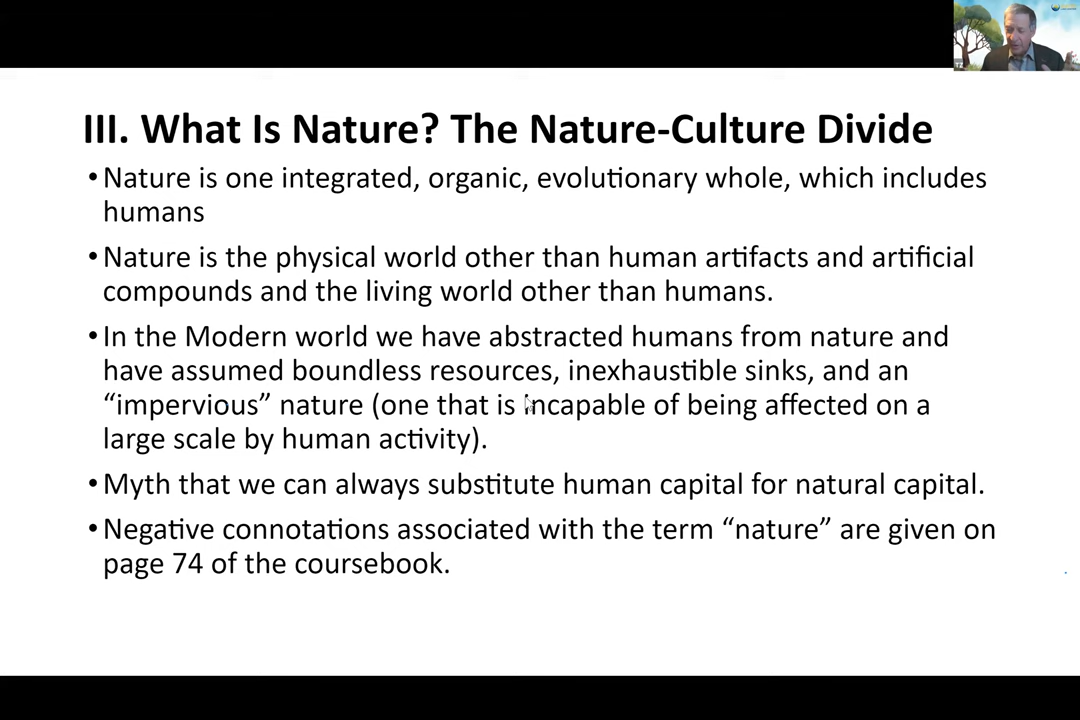 III. What Is Nature? The Nature-Culture Divide
•Nature is one integrated, organic, evolutionary whole, which includes
humans
•Nature is the physical world other than human artifacts and artificial
compounds and the living world other than humans.
•In the Modern world we have abstracted humans from nature and
have assumed boundless resources, inexhaustible sinks, and an
“impervious” nature (one that is incapable of being affected on a
large scale by human activity).
•Myth that we can always substitute human capital for natural capital.
•Negative connotations associated with the term “nature” are given on
page 74 of the coursebook.